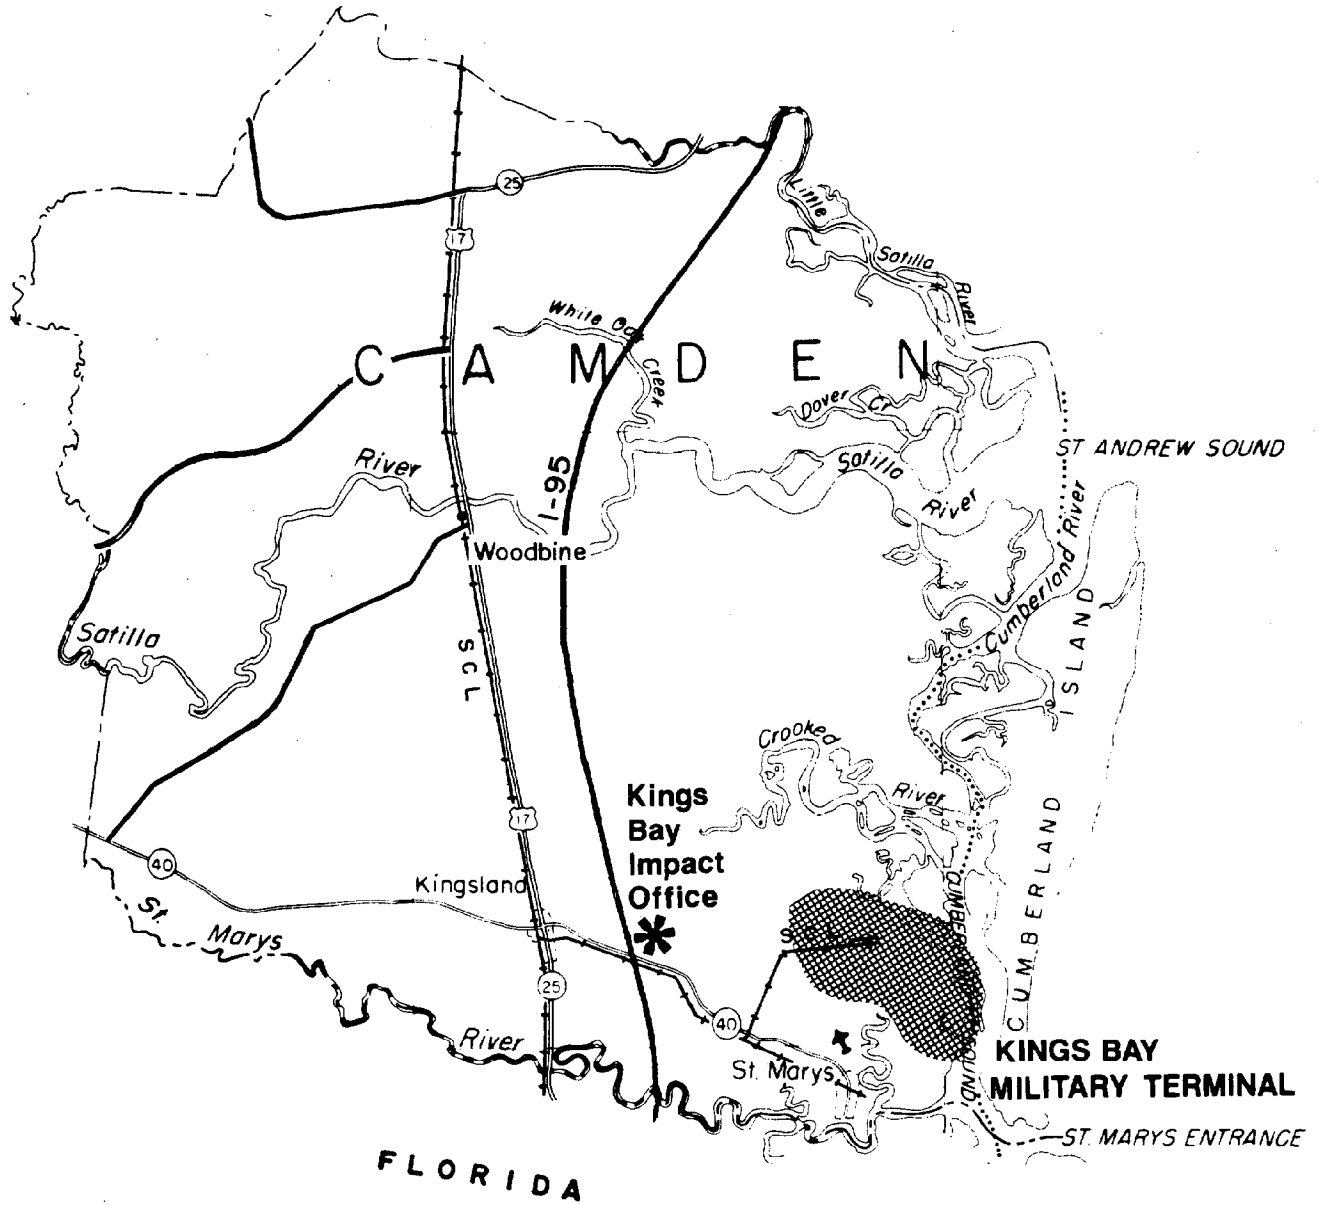 25
17
Little
Satilla
River
White Oak
Creek
CAMDEN
Dover Cr
ST ANDREW SOUND
River
Satilla
River
I-95
Woodbine
Cumberland River
Satilla
SCL
CUMBERLAND ISLAND
Crooked
River
Kings
Bay
Impact
Office
17
40
Kingsland
St.
Marys
River
25
40
St. Marys
KINGS BAY
MILITARY TERMINAL
ST. MARYS ENTRANCE
FLORIDA